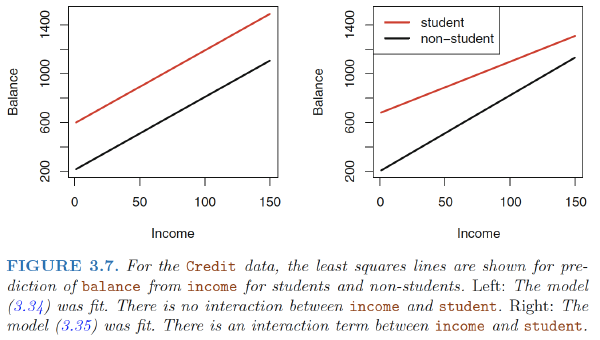 student
non−student
Balance
200
600
1000
1400
0
50
100
150
Income
Balance
200
600
1000
1400
0
50
100
150
Income
FIGURE 3.7. For the Credit data, the least squares lines are shown for pre-
diction of balance from income for students and non-students. Left: The model
(3.34) was fit. There is no interaction between income and student. Right: The
model (3.35) was fit. There is an interaction term between income and student.